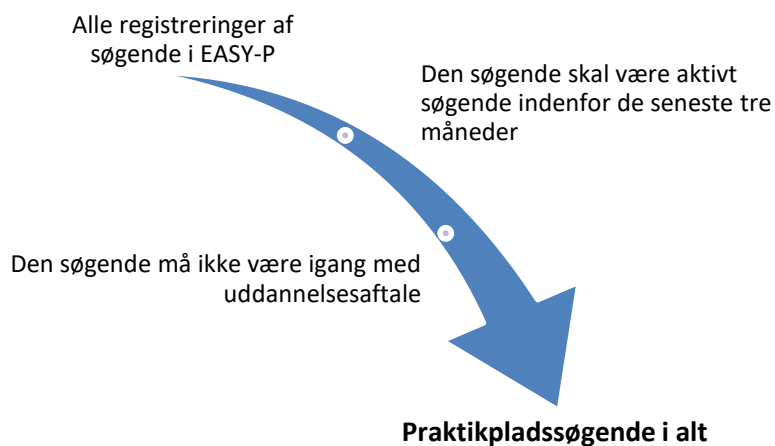 Alle registreringer af
søgende i EASY-P
Den søgende skal være aktivt
søgende indenfor de seneste tre
måneder
Den søgende må ikke være igang med
uddannelsesaftale
Praktikpladssøgende i alt